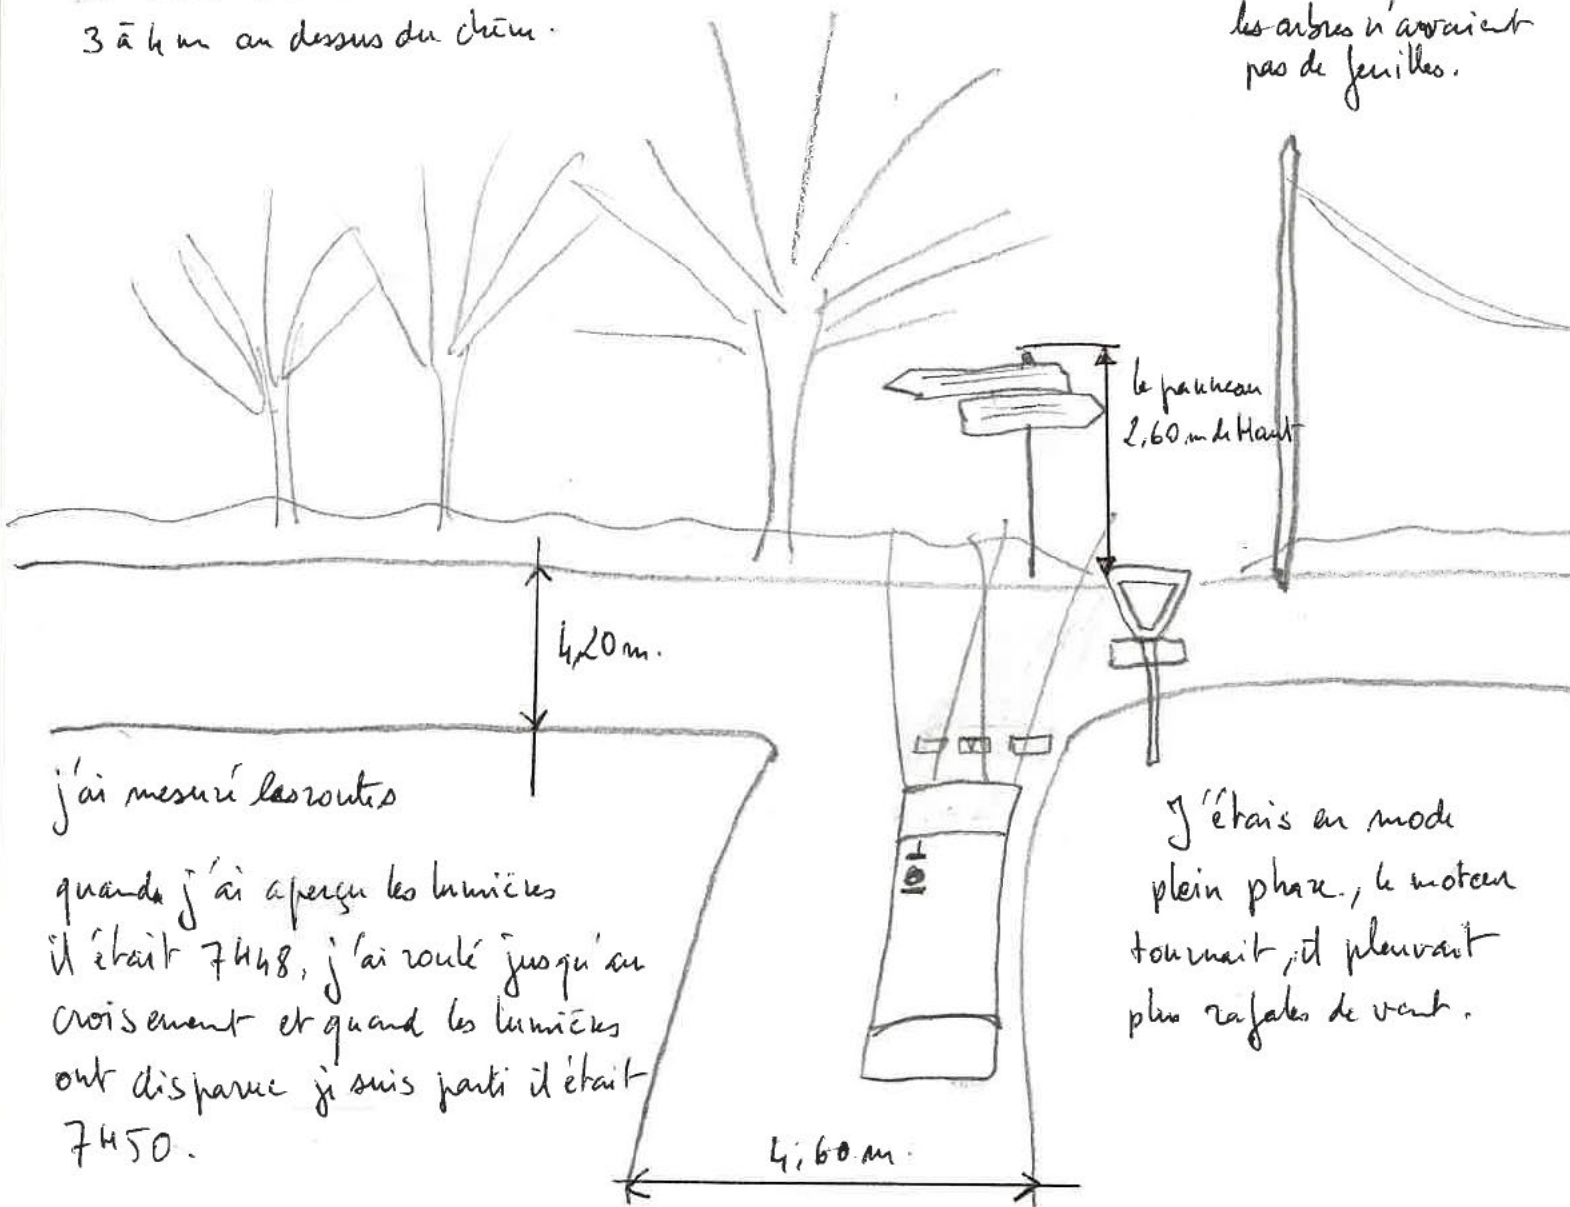 3 à 4 m au dessus du chêne.
les arbres n'avaient
pas de feuilles.
le panneau
2,60 m de Haut
4,20 m.
j'ai mesuré les routes
quand j'ai aperçu les lumières
il était 7H48, j'ai roulé jusqu'au
croisement et quand les lumières
ont disparue je suis parti il était
7H50.
J'étais en mode
plein phare, le moteur
tournait, il pleuvait
plus rafales de vent.
4,60 m.